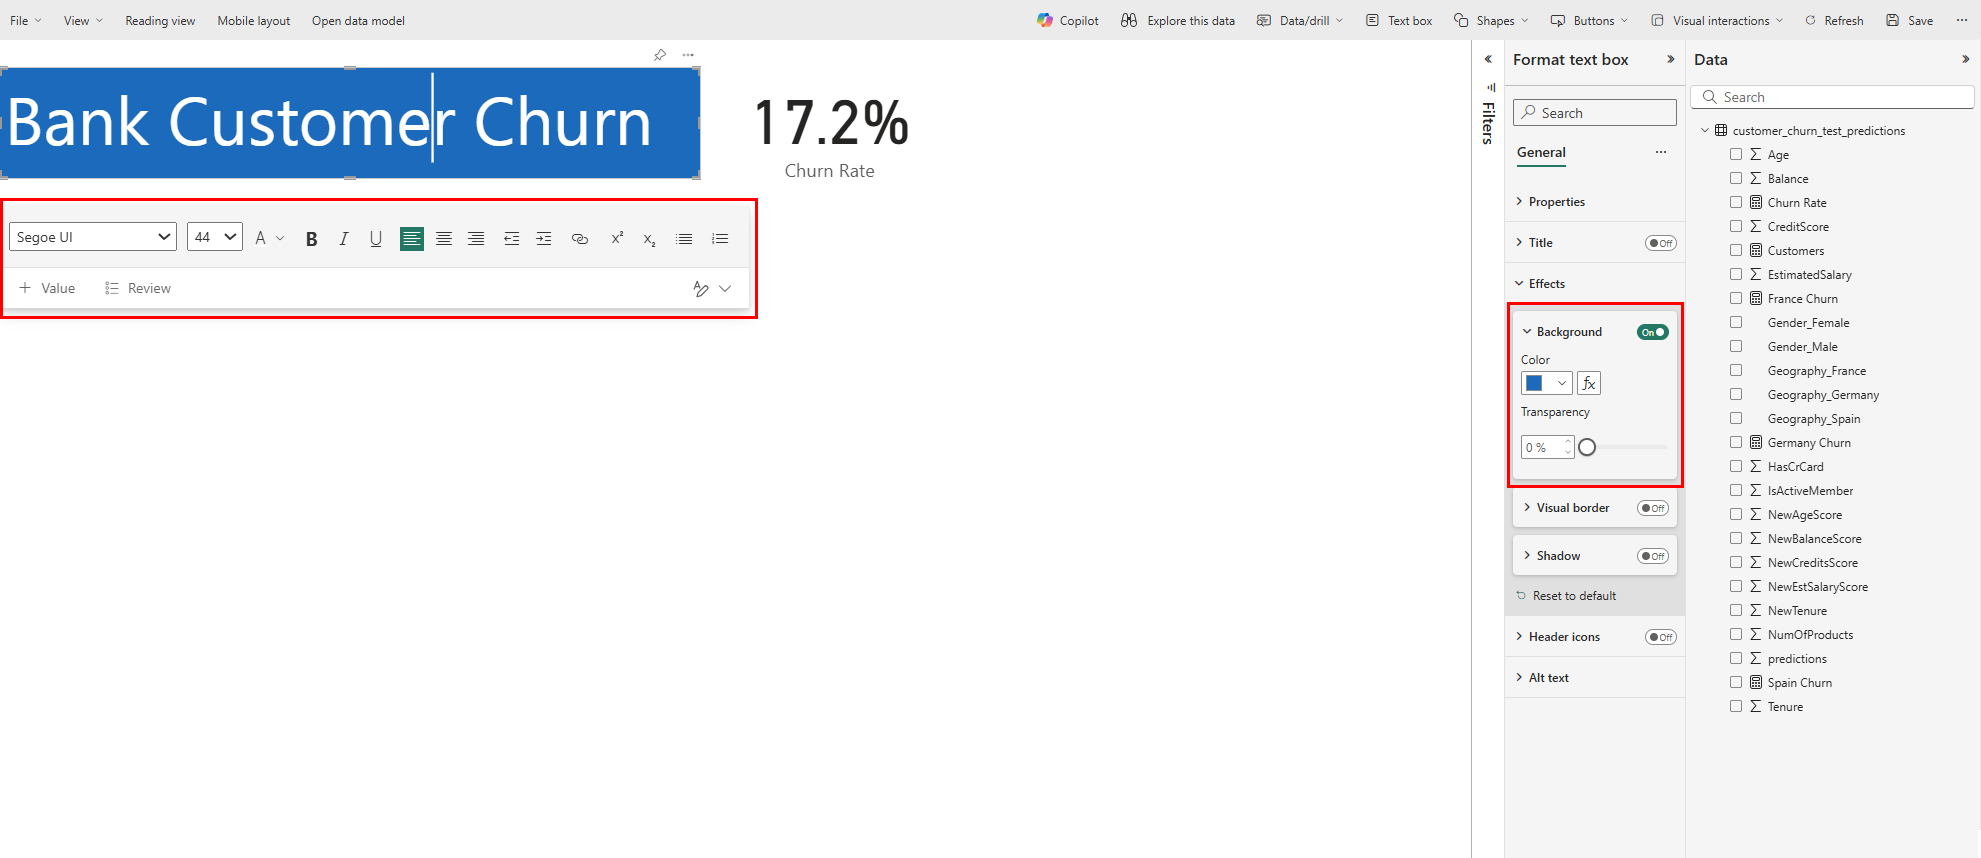 File View Reading view Mobile layout Open data model Copilot Explore this data Data/drill Text box Shapes Buttons Visual interactions Refresh Save
Bank Customer Churn
17.2%
Churn Rate
Segoe UI 44 A B I U x² x₂
Value Review
Filters
Format text box
Search
General
Properties
Title Off
Effects
Background On
Color
fx
Transparency
0 %
Visual border Off
Shadow Off
Reset to default
Header icons Off
Alt text
Data
Search
customer_churn_test_predictions
Age
Balance
Churn Rate
CreditScore
Customers
EstimatedSalary
France Churn
Gender_Female
Gender_Male
Geography_France
Geography_Germany
Geography_Spain
Germany Churn
HasCrCard
IsActiveMember
NewAgeScore
NewBalanceScore
NewCreditsScore
NewEstSalaryScore
NewTenure
NumOfProducts
predictions
Spain Churn
Tenure